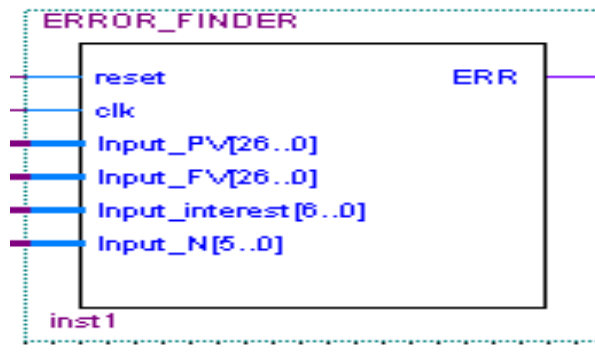 ERROR_FINDER
reset ERR
clk
Input_PV[26..0]
Input_FV[26..0]
Input_interest[6..0]
Input_N[5..0]
inst1